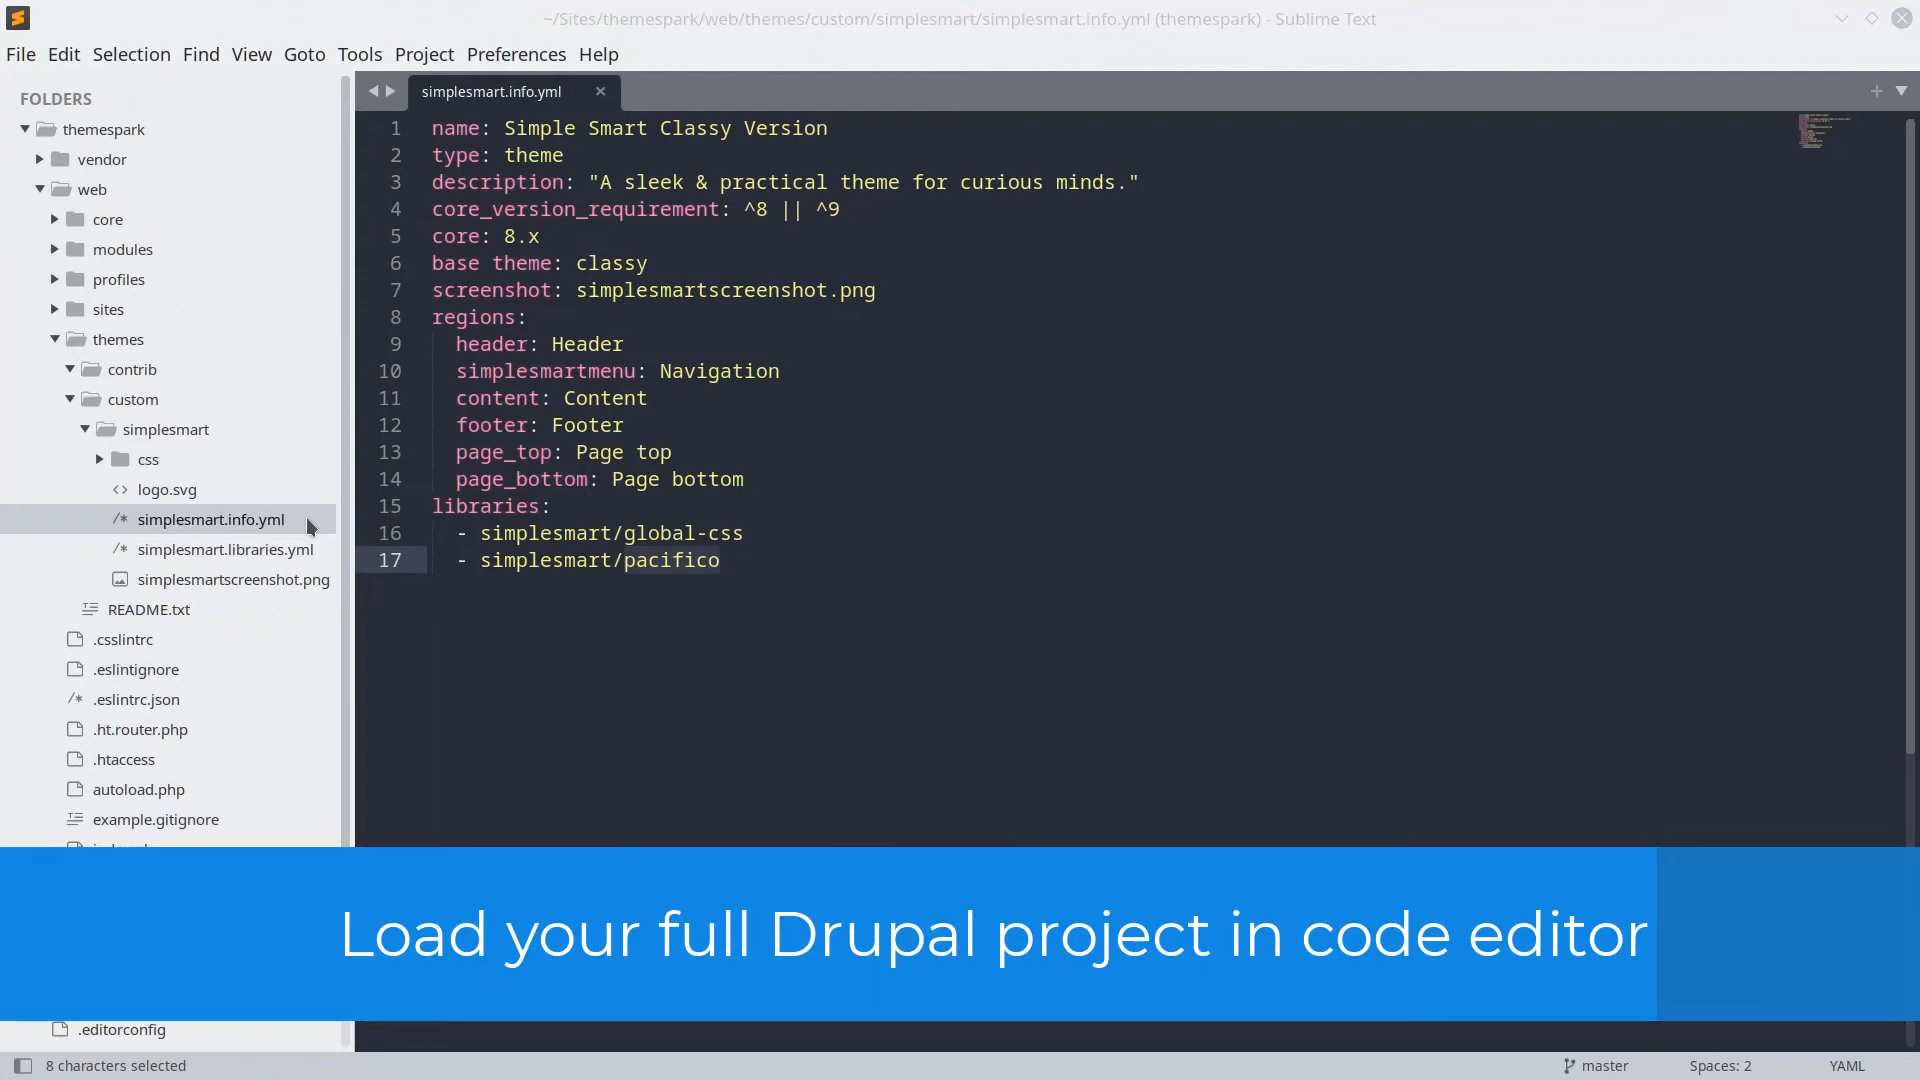 ~/Sites/themespark/web/themes/custom/simplesmart/simplesmart.info.yml (themespark) - Sublime Text
File Edit Selection Find View Goto Tools Project Preferences Help
FOLDERS
themespark
vendor
web
core
modules
profiles
sites
themes
contrib
custom
simplesmart
css
logo.svg
simplesmart.info.yml
simplesmart.libraries.yml
simplesmartscreenshot.png
README.txt
.csslintrc
.eslintignore
.eslintrc.json
.ht.router.php
.htaccess
autoload.php
example.gitignore
.editorconfig
simplesmart.info.yml
1 name: Simple Smart Classy Version
2 type: theme
3 description: "A sleek & practical theme for curious minds."
4 core_version_requirement: ^8 || ^9
5 core: 8.x
6 base theme: classy
7 screenshot: simplesmartscreenshot.png
8 regions:
9 header: Header
10 simplesmartmenu: Navigation
11 content: Content
12 footer: Footer
13 page_top: Page top
14 page_bottom: Page bottom
15 libraries:
16 - simplesmart/global-css
17 - simplesmart/pacifico
Load your full Drupal project in code editor
8 characters selected
master Spaces: 2 YAML